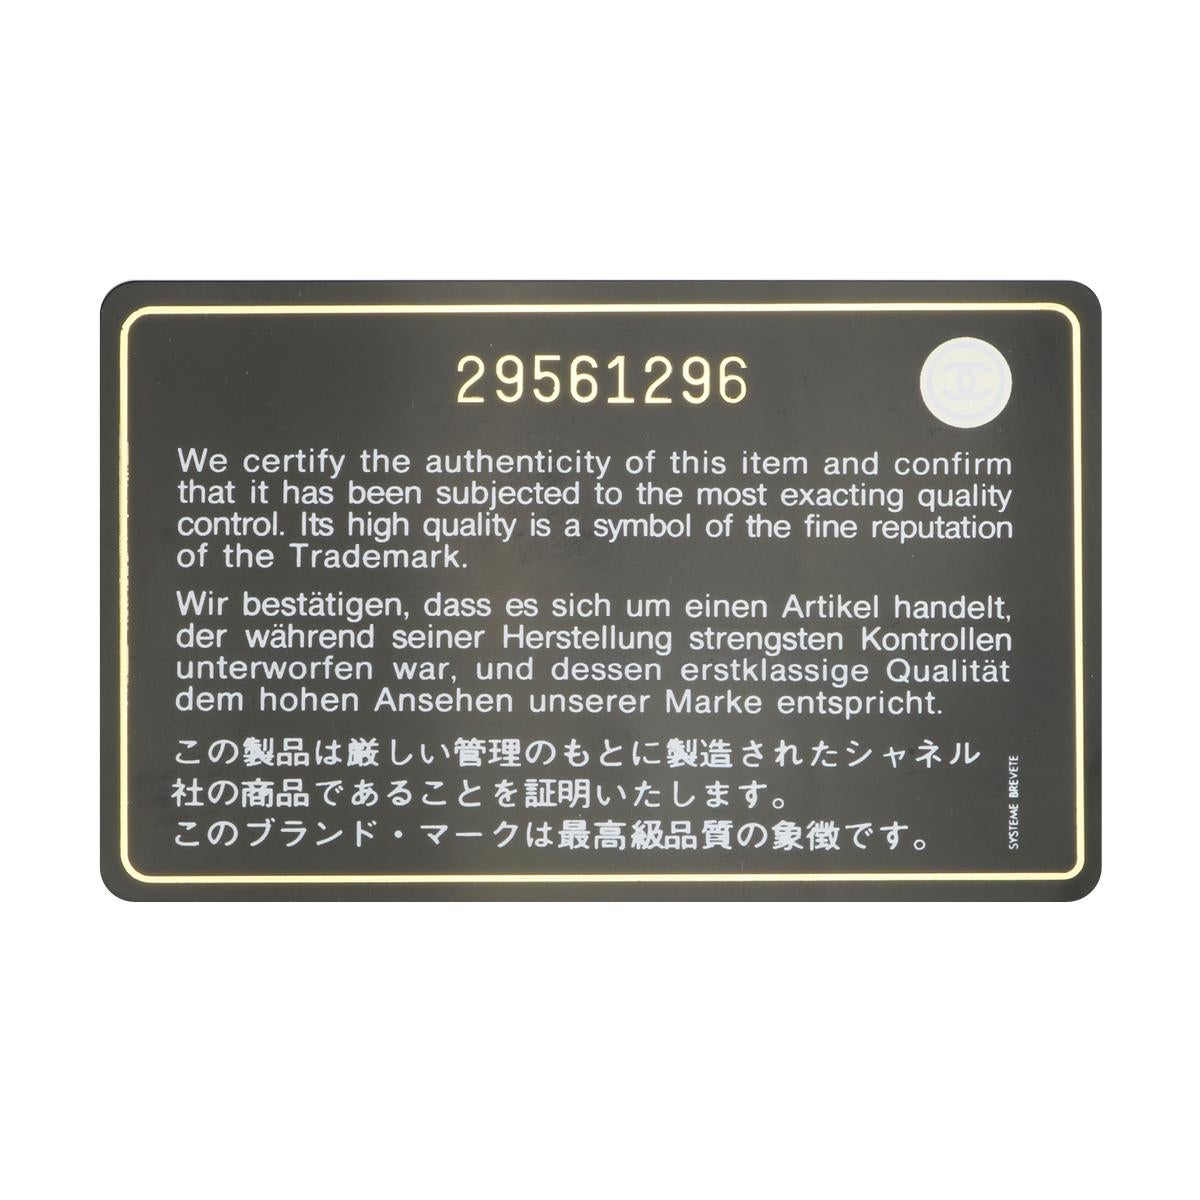 29561296
We certify the authenticity of this item and confirm
that it has been subjected to the most exacting quality
control. Its high quality is a symbol of the fine reputation
of the Trademark.
Wir bestätigen, dass es sich um einen Artikel handelt,
der während seiner Herstellung strengsten Kontrollen
unterworfen war, und dessen erstklassige Qualität
dem hohen Ansehen unserer Marke entspricht.
この製品は厳しい管理のもとに製造されたシャネル
社の商品であることを証明いたします。
このブランド・マークは最高級品質の象徴です。
SYSTEME BREVETE